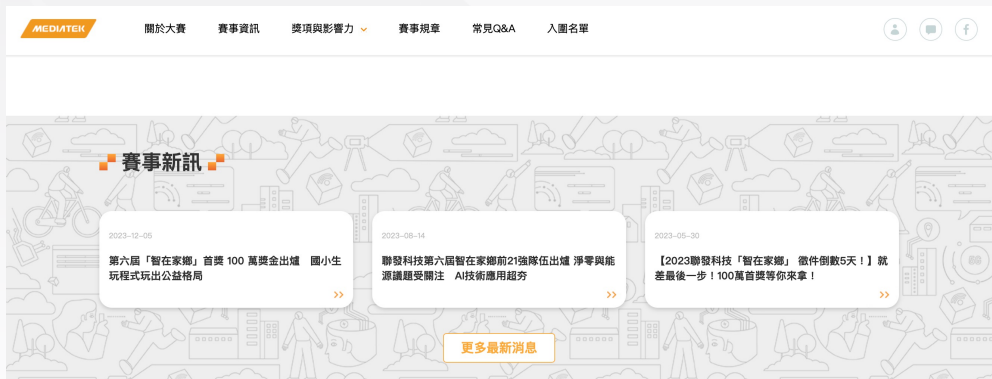 MEDIATEK
關於大賽 賽事資訊 獎項與影響力 賽事規章 常見Q&A 入圍名單
賽事新訊
2023-12-05
第六屆「智在家鄉」首獎 100 萬獎金出爐 國小生
玩程式玩出公益格局
2023-08-14
聯發科技第六屆智在家鄉前21強隊伍出爐 淨零與能
源議題受關注 AI技術應用超夯
2023-05-30
【2023聯發科技「智在家鄉」 徵件倒數5天！】就
差最後一步！100萬首獎等你來拿！
更多最新消息